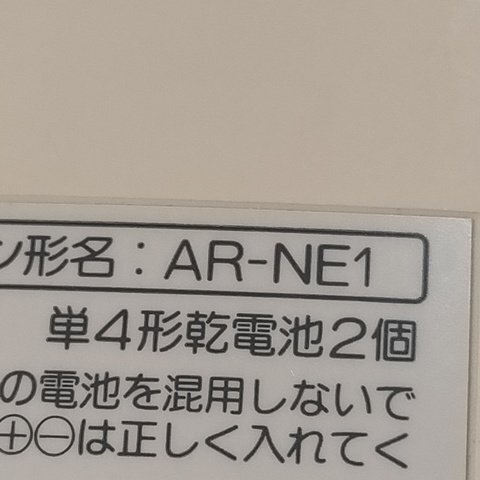 ン形名：AR-NE1
単4形乾電池2個
の電池を混用しないで
⊕⊖は正しく入れてく